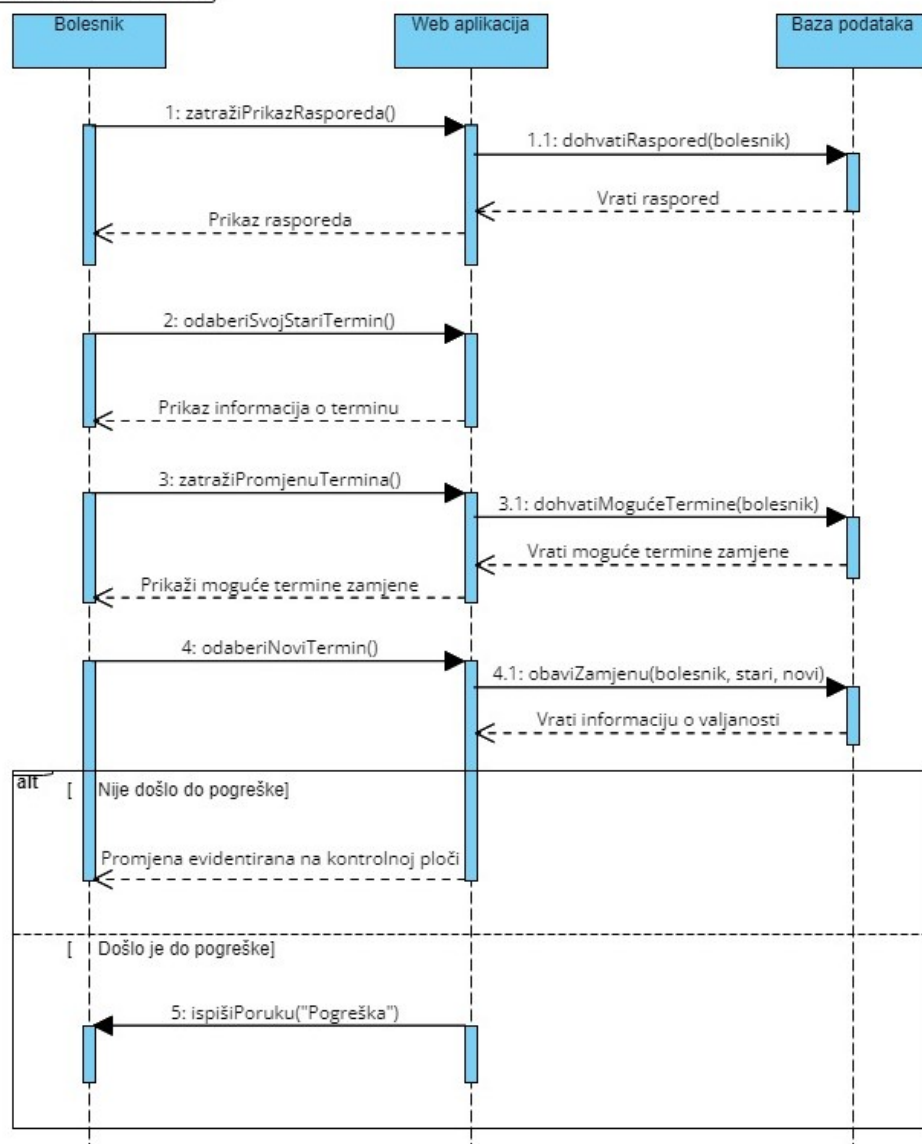 Bolesnik
Web aplikacija
Baza podataka
1: zatražiPrikazRasporeda()
1.1: dohvatiRaspored(bolesnik)
Vrati raspored
Prikaz rasporeda
2: odaberiSvojStariTermin()
Prikaz informacija o terminu
3: zatražiPromjenuTermina()
3.1: dohvatiMogućeTermine(bolesnik)
Vrati moguće termine zamjene
Prikaži moguće termine zamjene
4: odaberiNoviTermin()
4.1: obaviZamjenu(bolesnik, stari, novi)
Vrati informaciju o valjanosti
alt
[ Nije došlo do pogreške]
Promjena evidentirana na kontrolnoj ploči
[ Došlo je do pogreške]
5: ispišiPoruku("Pogreška")